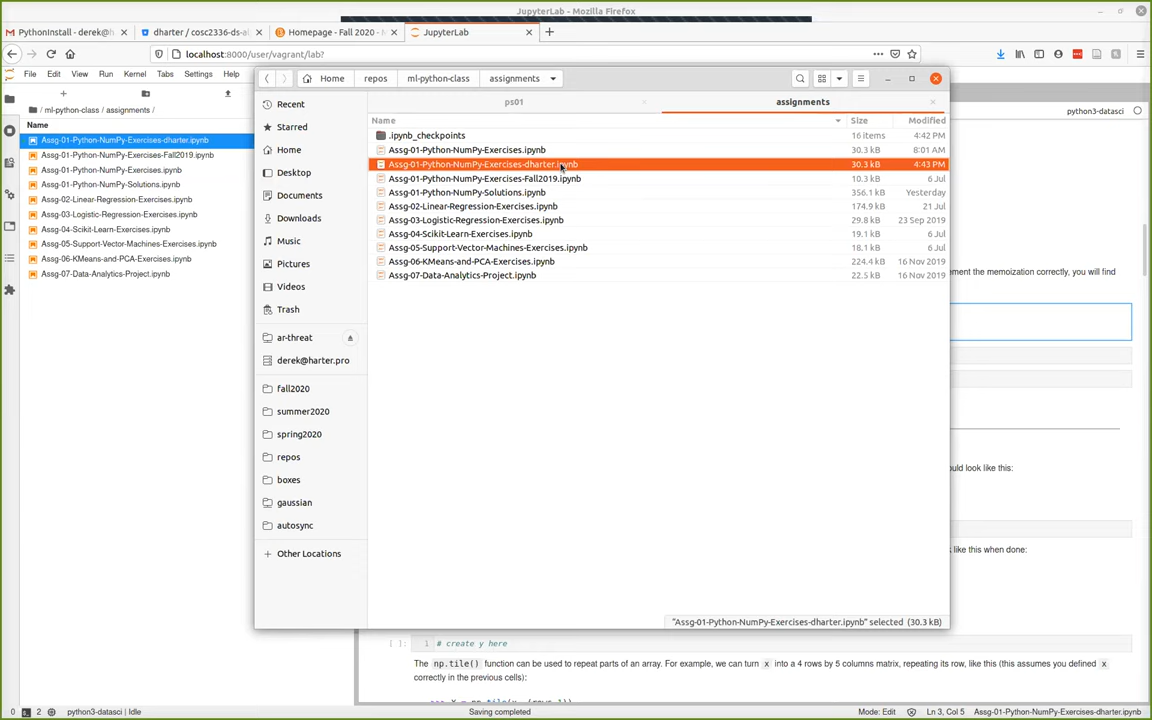 JupyterLab - Mozilla Firefox
PythonInstall - derek@h
dharter / cosc2336-ds-al
Homepage - Fall 2020 - M
JupyterLab
localhost:8000/user/vagrant/lab?
File Edit View Run Kernel Tabs Settings Help
/ ml-python-class / assignments /
Name
Assg-01-Python-NumPy-Exercises-dharter.ipynb
Assg-01-Python-NumPy-Exercises-Fall2019.ipynb
Assg-01-Python-NumPy-Exercises.ipynb
Assg-01-Python-NumPy-Solutions.ipynb
Assg-02-Linear-Regression-Exercises.ipynb
Assg-03-Logistic-Regression-Exercises.ipynb
Assg-04-Scikit-Learn-Exercises.ipynb
Assg-05-Support-Vector-Machines-Exercises.ipynb
Assg-06-KMeans-and-PCA-Exercises.ipynb
Assg-07-Data-Analytics-Project.ipynb
Home repos ml-python-class assignments
Recent
Starred
Home
Desktop
Documents
Downloads
Music
Pictures
Videos
Trash
ar-threat
derek@harter.pro
fall2020
summer2020
spring2020
repos
boxes
gaussian
autosync
Other Locations
ps01 assignments
Name Size Modified
.ipynb_checkpoints 16 items 4:42 PM
Assg-01-Python-NumPy-Exercises.ipynb 30.3 kB 8:01 AM
Assg-01-Python-NumPy-Exercises-dharter.ipynb 30.3 kB 4:43 PM
Assg-01-Python-NumPy-Exercises-Fall2019.ipynb 10.3 kB 6 Jul
Assg-01-Python-NumPy-Solutions.ipynb 356.1 kB Yesterday
Assg-02-Linear-Regression-Exercises.ipynb 174.9 kB 21 Jul
Assg-03-Logistic-Regression-Exercises.ipynb 29.8 kB 23 Sep 2019
Assg-04-Scikit-Learn-Exercises.ipynb 19.1 kB 6 Jul
Assg-05-Support-Vector-Machines-Exercises.ipynb 18.1 kB 6 Jul
Assg-06-KMeans-and-PCA-Exercises.ipynb 224.4 kB 16 Nov 2019
Assg-07-Data-Analytics-Project.ipynb 22.5 kB 16 Nov 2019
"Assg-01-Python-NumPy-Exercises-dharter.ipynb" selected (30.3 kB)
python3-datasci
ment the memoization correctly, you will find
ould look like this:
like this when done:
[ ]: 1 # create y here
The np.tile() function can be used to repeat parts of an array. For example, we can turn x into a 4 rows by 5 columns matrix, repeating its row, like this (this assumes you defined x
correctly in the previous cells):
0 2 python3-datasci | Idle Saving completed Mode: Edit Ln 3, Col 5 Assg-01-Python-NumPy-Exercises-dharter.ipynb